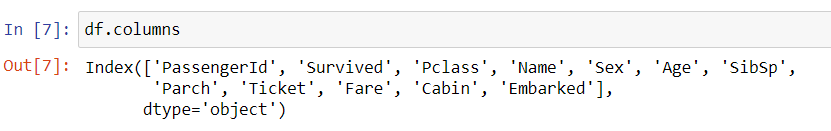 In [7]: df.columns
Out[7]: Index(['PassengerId', 'Survived', 'Pclass', 'Name', 'Sex', 'Age', 'SibSp',
'Parch', 'Ticket', 'Fare', 'Cabin', 'Embarked'],
dtype='object')